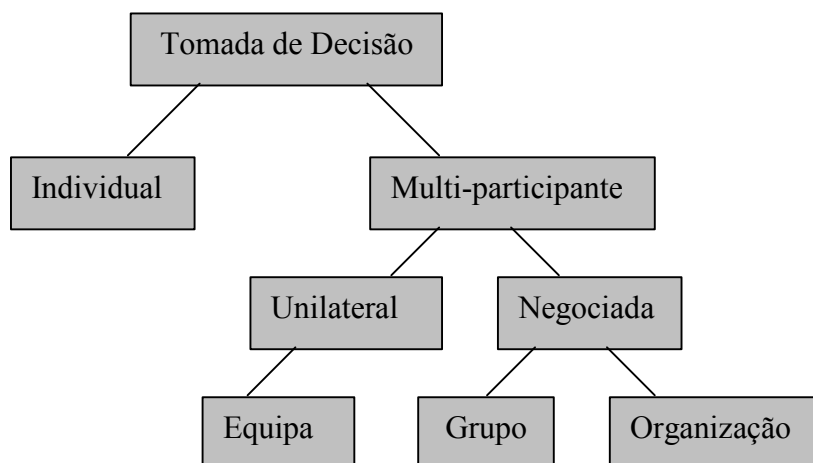 Tomada de Decisão
Individual
Multi-participante
Unilateral
Negociada
Equipa
Grupo
Organização